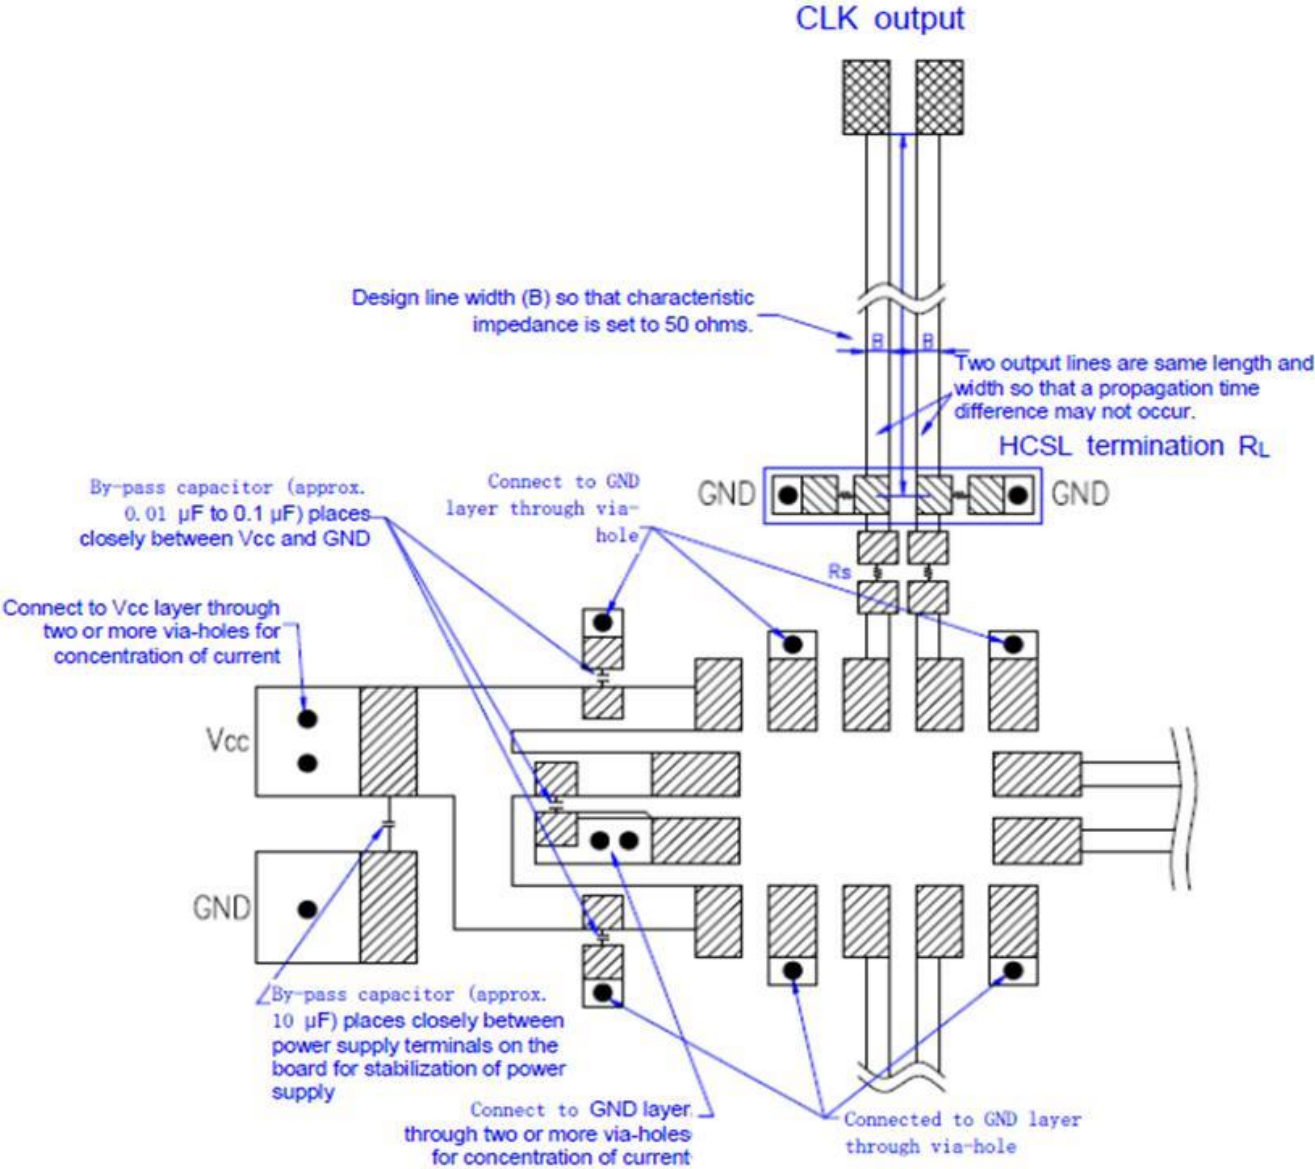 CLK output
Design line width (B) so that characteristic
impedance is set to 50 ohms.
B
B
Two output lines are same length and
width so that a propagation time
difference may not occur.
HCSL termination RL
GND
GND
By-pass capacitor (approx.
0.01 µF to 0.1 µF) places
closely between Vcc and GND
Connect to GND
layer through via-
hole
Rs
Connect to Vcc layer through
two or more via-holes for
concentration of current
Vcc
GND
By-pass capacitor (approx.
10 µF) places closely between
power supply terminals on the
board for stabilization of power
supply
Connect to GND layer
through two or more via-holes
for concentration of current
Connected to GND layer
through via-hole